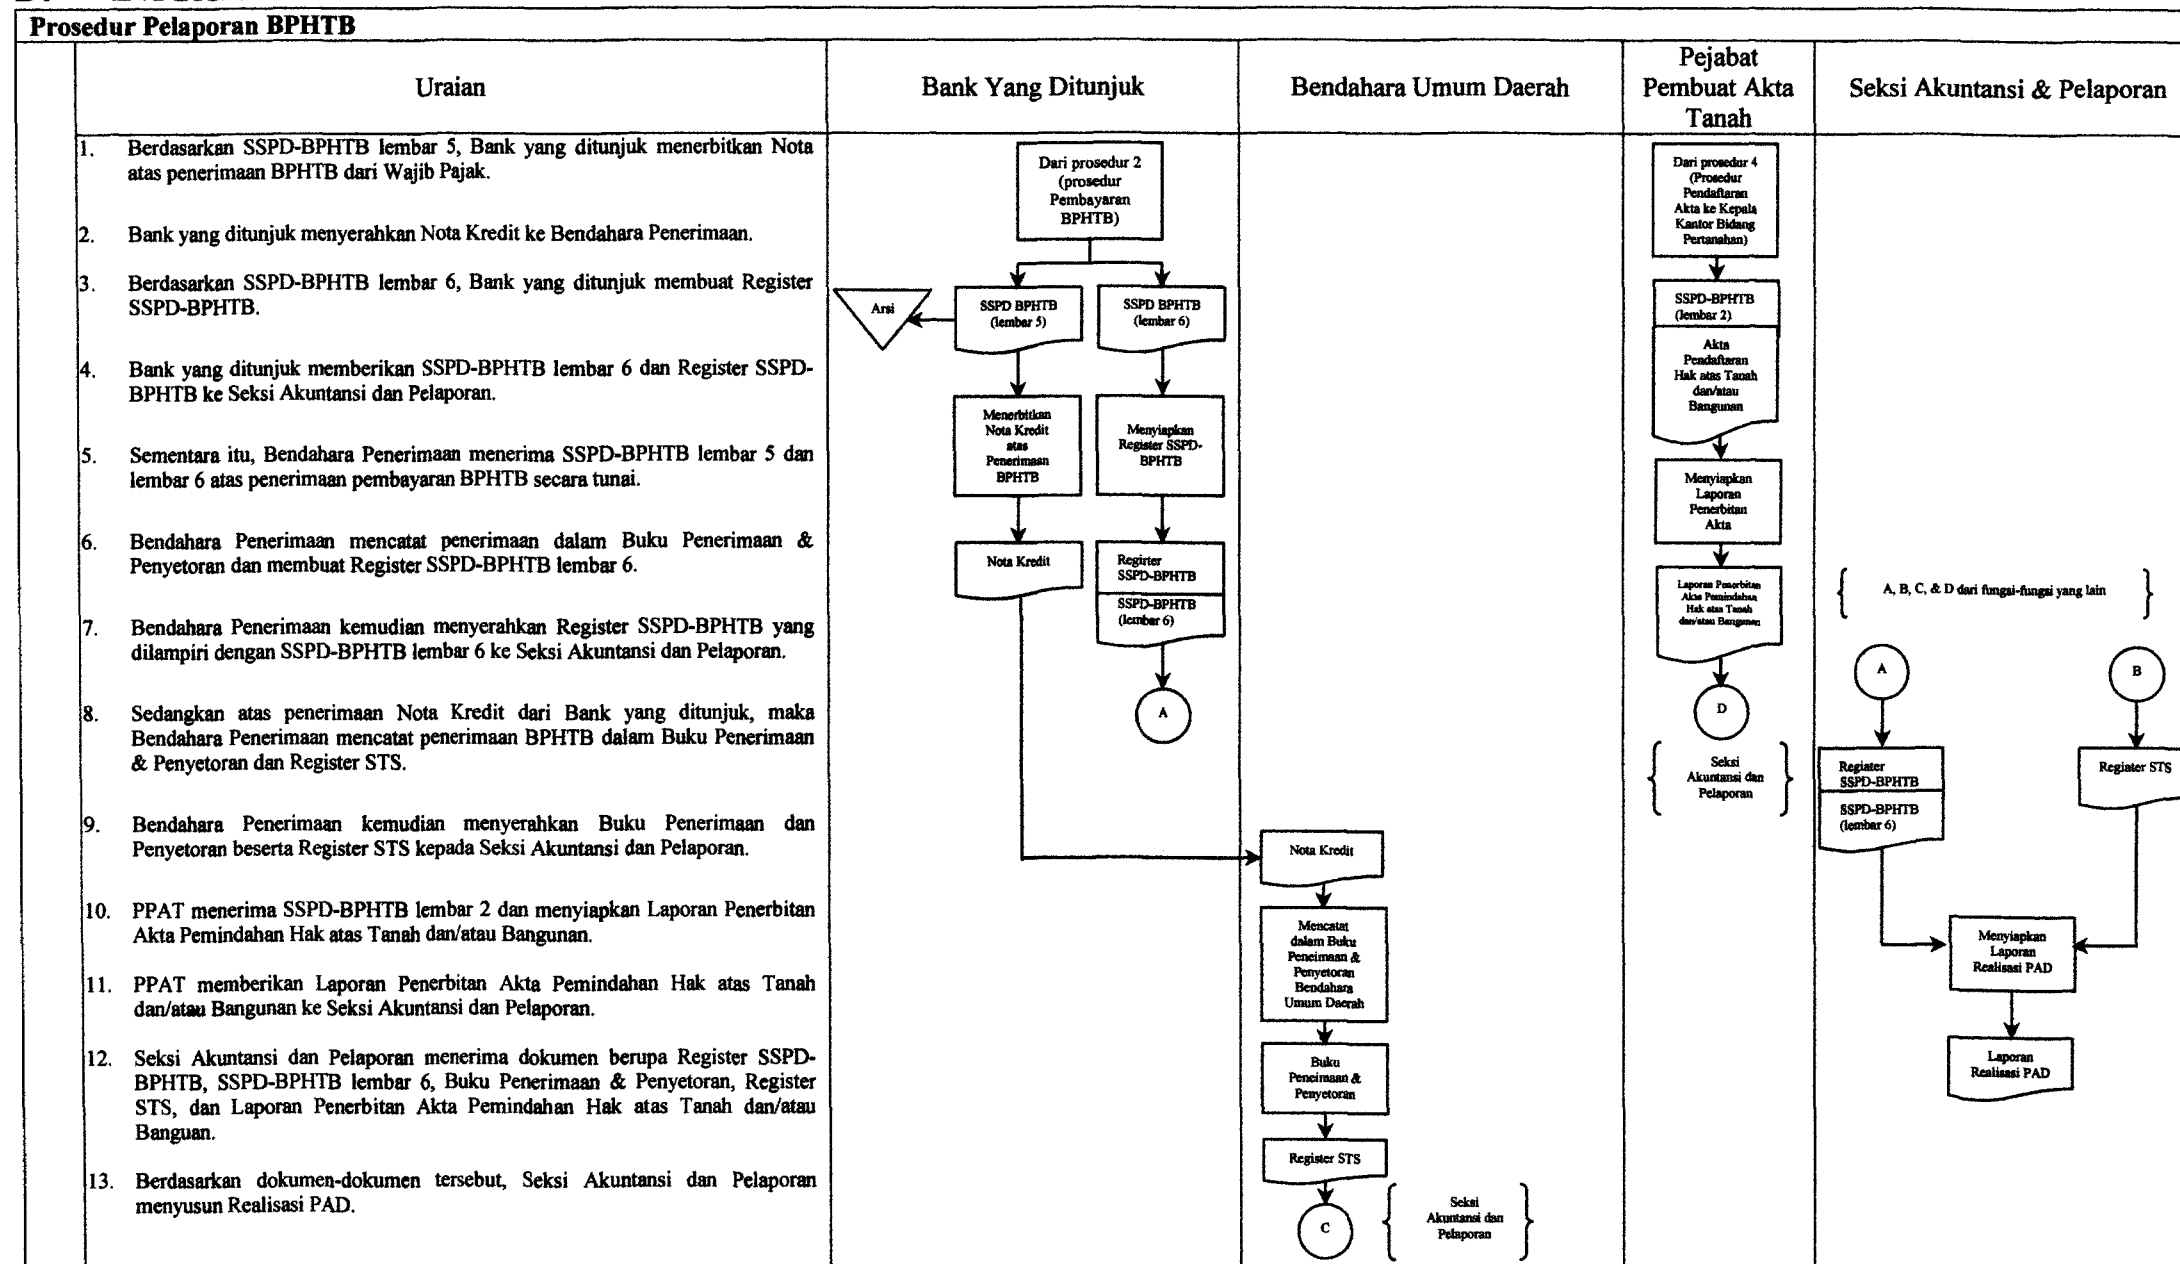 Prosedur Pelaporan BPHTB
Uraian
Bank Yang Ditunjuk
Bendahara Umum Daerah
Pejabat
Pembuat Akta
Tanah
Seksi Akuntansi & Pelaporan
1. Berdasarkan SSPD-BPHTB lembar 5, Bank yang ditunjuk menerbitkan Nota
atas penerimaan BPHTB dari Wajib Pajak.
2. Bank yang ditunjuk menyerahkan Nota Kredit ke Bendahara Penerimaan.
3. Berdasarkan SSPD-BPHTB lembar 6, Bank yang ditunjuk membuat Register
SSPD-BPHTB.
4. Bank yang ditunjuk memberikan SSPD-BPHTB lembar 6 dan Register SSPD-
BPHTB ke Seksi Akuntansi dan Pelaporan.
5. Sementara itu, Bendahara Penerimaan menerima SSPD-BPHTB lembar 5 dan
lembar 6 atas penerimaan pembayaran BPHTB secara tunai.
6. Bendahara Penerimaan mencatat penerimaan dalam Buku Penerimaan &
Penyetoran dan membuat Register SSPD-BPHTB lembar 6.
7. Bendahara Penerimaan kemudian menyerahkan Register SSPD-BPHTB yang
dilampiri dengan SSPD-BPHTB lembar 6 ke Seksi Akuntansi dan Pelaporan.
8. Sedangkan atas penerimaan Nota Kredit dari Bank yang ditunjuk, maka
Bendahara Penerimaan mencatat penerimaan BPHTB dalam Buku Penerimaan
& Penyetoran dan Register STS.
9. Bendahara Penerimaan kemudian menyerahkan Buku Penerimaan dan
Penyetoran beserta Register STS kepada Seksi Akuntansi dan Pelaporan.
10. PPAT menerima SSPD-BPHTB lembar 2 dan menyiapkan Laporan Penerbitan
Akta Pemindahan Hak atas Tanah dan/atau Bangunan.
11. PPAT memberikan Laporan Penerbitan Akta Pemindahan Hak atas Tanah
dan/atau Bangunan ke Seksi Akuntansi dan Pelaporan.
12. Seksi Akuntansi dan Pelaporan menerima dokumen berupa Register SSPD-
BPHTB, SSPD-BPHTB lembar 6, Buku Penerimaan & Penyetoran, Register
STS, dan Laporan Penerbitan Akta Pemindahan Hak atas Tanah dan/atau
Banguan.
13. Berdasarkan dokumen-dokumen tersebut, Seksi Akuntansi dan Pelaporan
menyusun Realisasi PAD.
Dari prosedur 2
(prosedur
Pembayaran
BPHTB)
Arsi
SSPD BPHTB
(lembar 5)
SSPD BPHTB
(lembar 6)
Menerbitkan
Nota Kredit
atas
Penerimaan
BPHTB
Menyiapkan
Register SSPD-
BPHTB
Nota Kredit
Regirter
SSPD-BPHTB
SSPD-BPHTB
(lembar 6)
A
Nota Kredit
Mencatat
dalam Buku
Peneimaan &
Penyetoran
Bendahara
Umum Daerah
Buku
Peneimaan &
Penyetoran
Register STS
C
Seksi
Akuntansi dan
Pelaporan
Dari prosedur 4
(Prosedur
Pendaftaran
Akta ke Kepala
Kantor Bidang
Pertanahan)
SSPD-BPHTB
(lembar 2)
Akta
Pendaftaran
Hak atas Tanah
dan/atau
Bangunan
Menyiapkan
Laporan
Penerbitan
Akta
Laporan Penerbitan
Akta Pemindahan
Hak atas Tanah
dan/atau Bangunan
D
Seksi
Akuntansi dan
Pelaporan
A, B, C, & D dari fungsi-fungsi yang lain
A
B
Register
SSPD-BPHTB
SSPD-BPHTB
(lembar 6)
Register STS
Menyiapkan
Laporan
Realisasi PAD
Laporan
Realisasi PAD